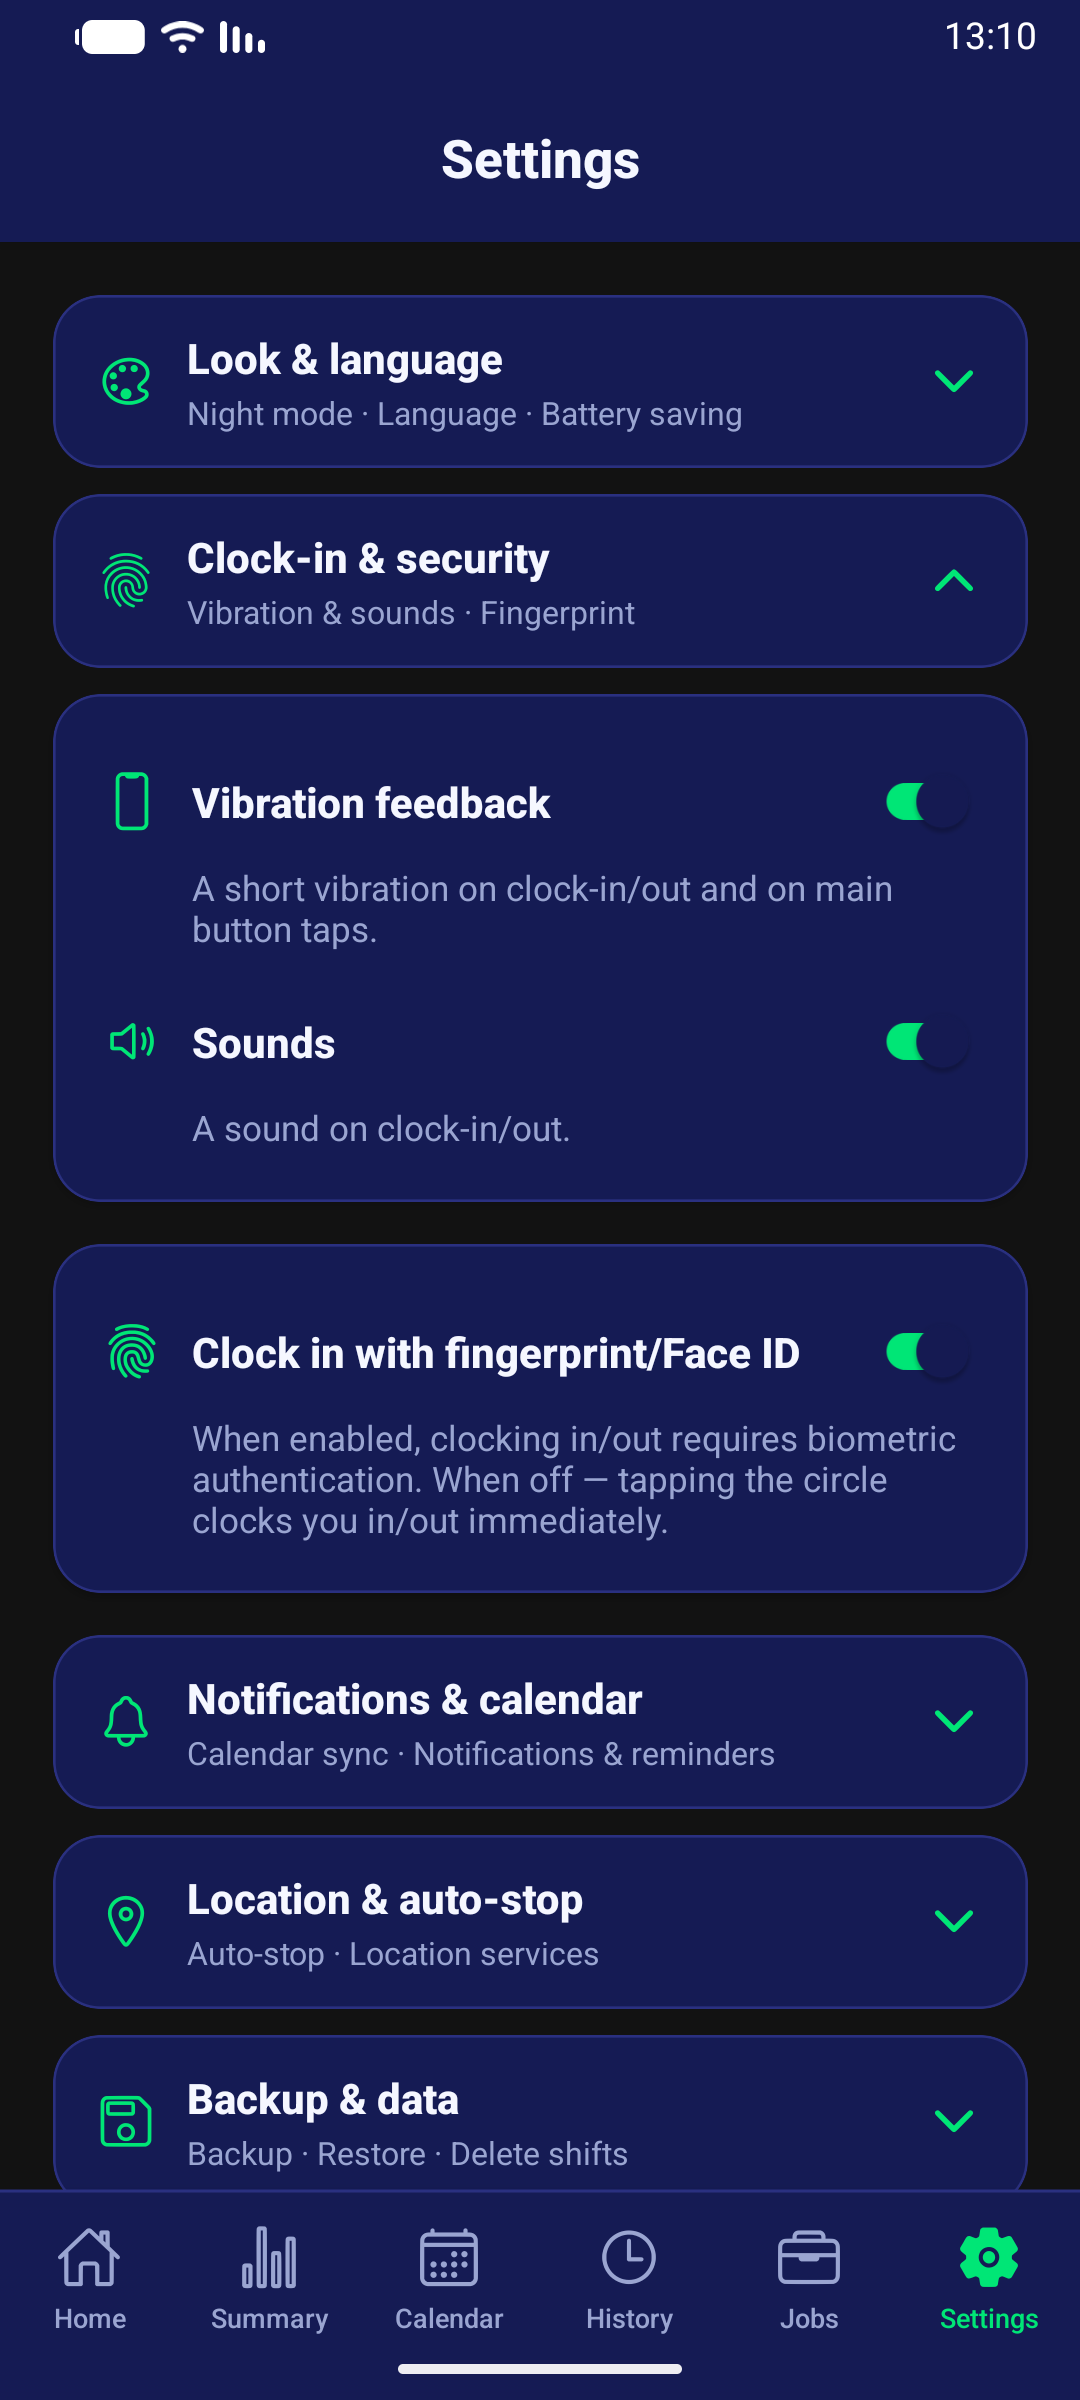 13:10
Settings
Look & language
Night mode · Language · Battery saving
Clock-in & security
Vibration & sounds · Fingerprint
Vibration feedback
A short vibration on clock-in/out and on main
button taps.
Sounds
A sound on clock-in/out.
Clock in with fingerprint/Face ID
When enabled, clocking in/out requires biometric
authentication. When off — tapping the circle
clocks you in/out immediately.
Notifications & calendar
Calendar sync · Notifications & reminders
Location & auto-stop
Auto-stop · Location services
Backup & data
Backup · Restore · Delete shifts
Home
Summary
Calendar
History
Jobs
Settings